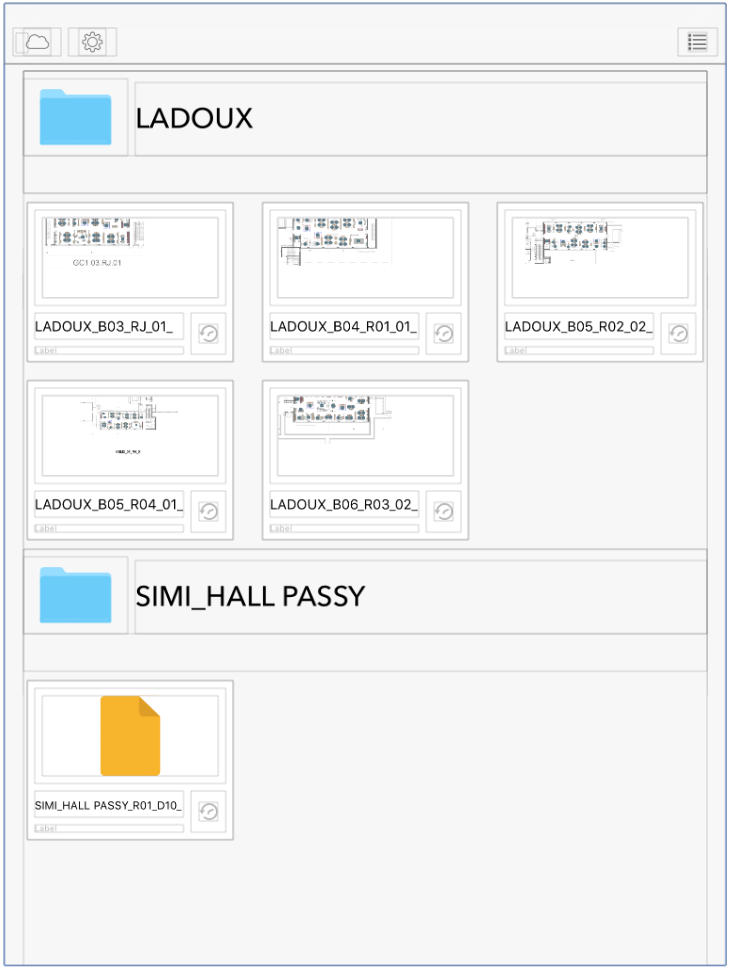 LADOUX
GC1 03.RJ.01
LADOUX_B03_RJ_01_
LADOUX_B04_R01_01_
LADOUX_B05_R02_02_
Label
Label
Label
LADOUX_B05_R04_01_
LADOUX_B06_R03_02_
Label
Label
SIMI_HALL PASSY
SIMI_HALL PASSY_R01_D10_
Label